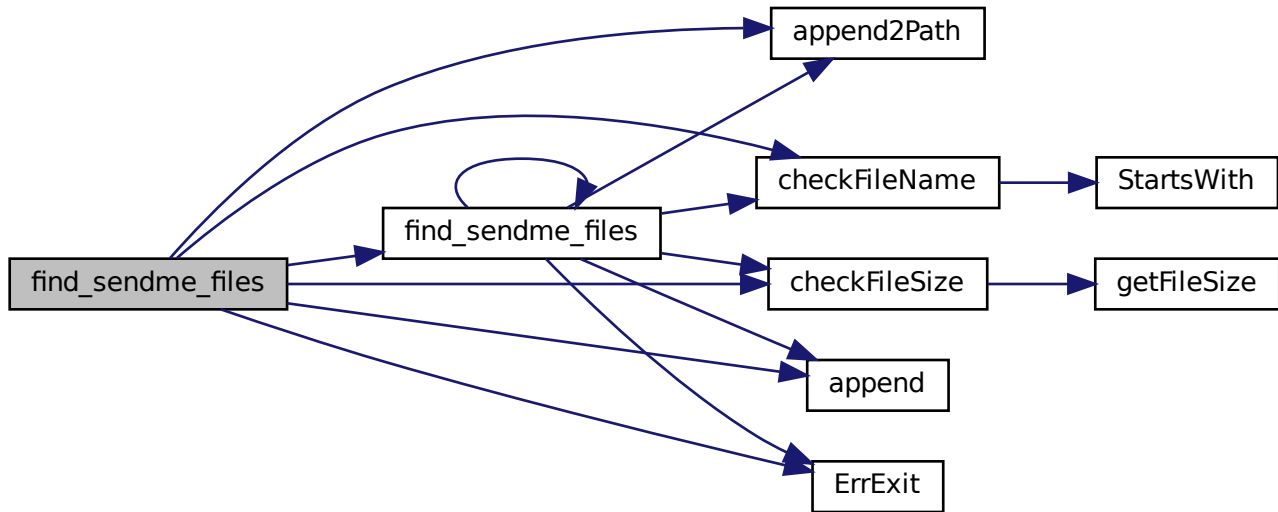 append2Path
checkFileName
StartsWith
find_sendme_files
find_sendme_files
checkFileSize
getFileSize
append
ErrExit